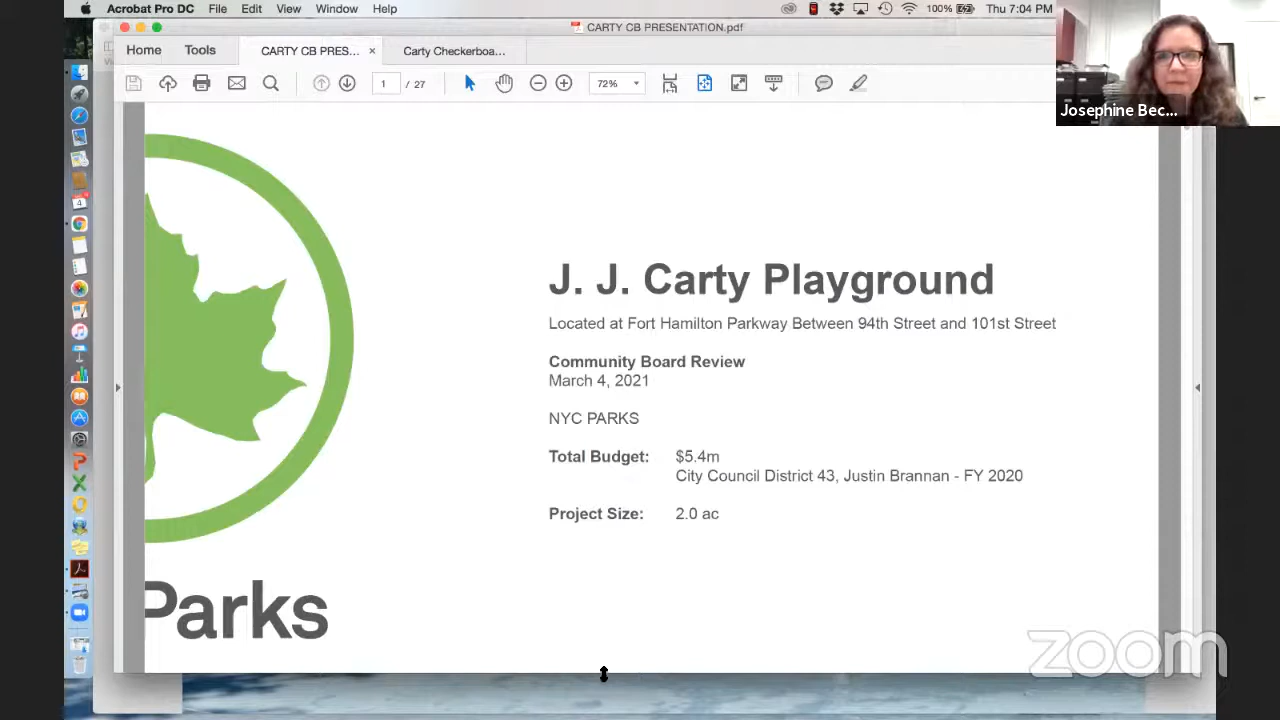 Acrobat Pro DC File Edit View Window Help 100% Thu 7:04 PM
CARTY CB PRESENTATION.pdf
Home Tools CARTY CB PRES... × Carty Checkerboa...
1 / 27 72%
Josephine Bec...
J. J. Carty Playground
Located at Fort Hamilton Parkway Between 94th Street and 101st Street
Community Board Review
March 4, 2021
NYC PARKS
Total Budget: $5.4m
City Council District 43, Justin Brannan - FY 2020
Project Size: 2.0 ac
Parks
zoom